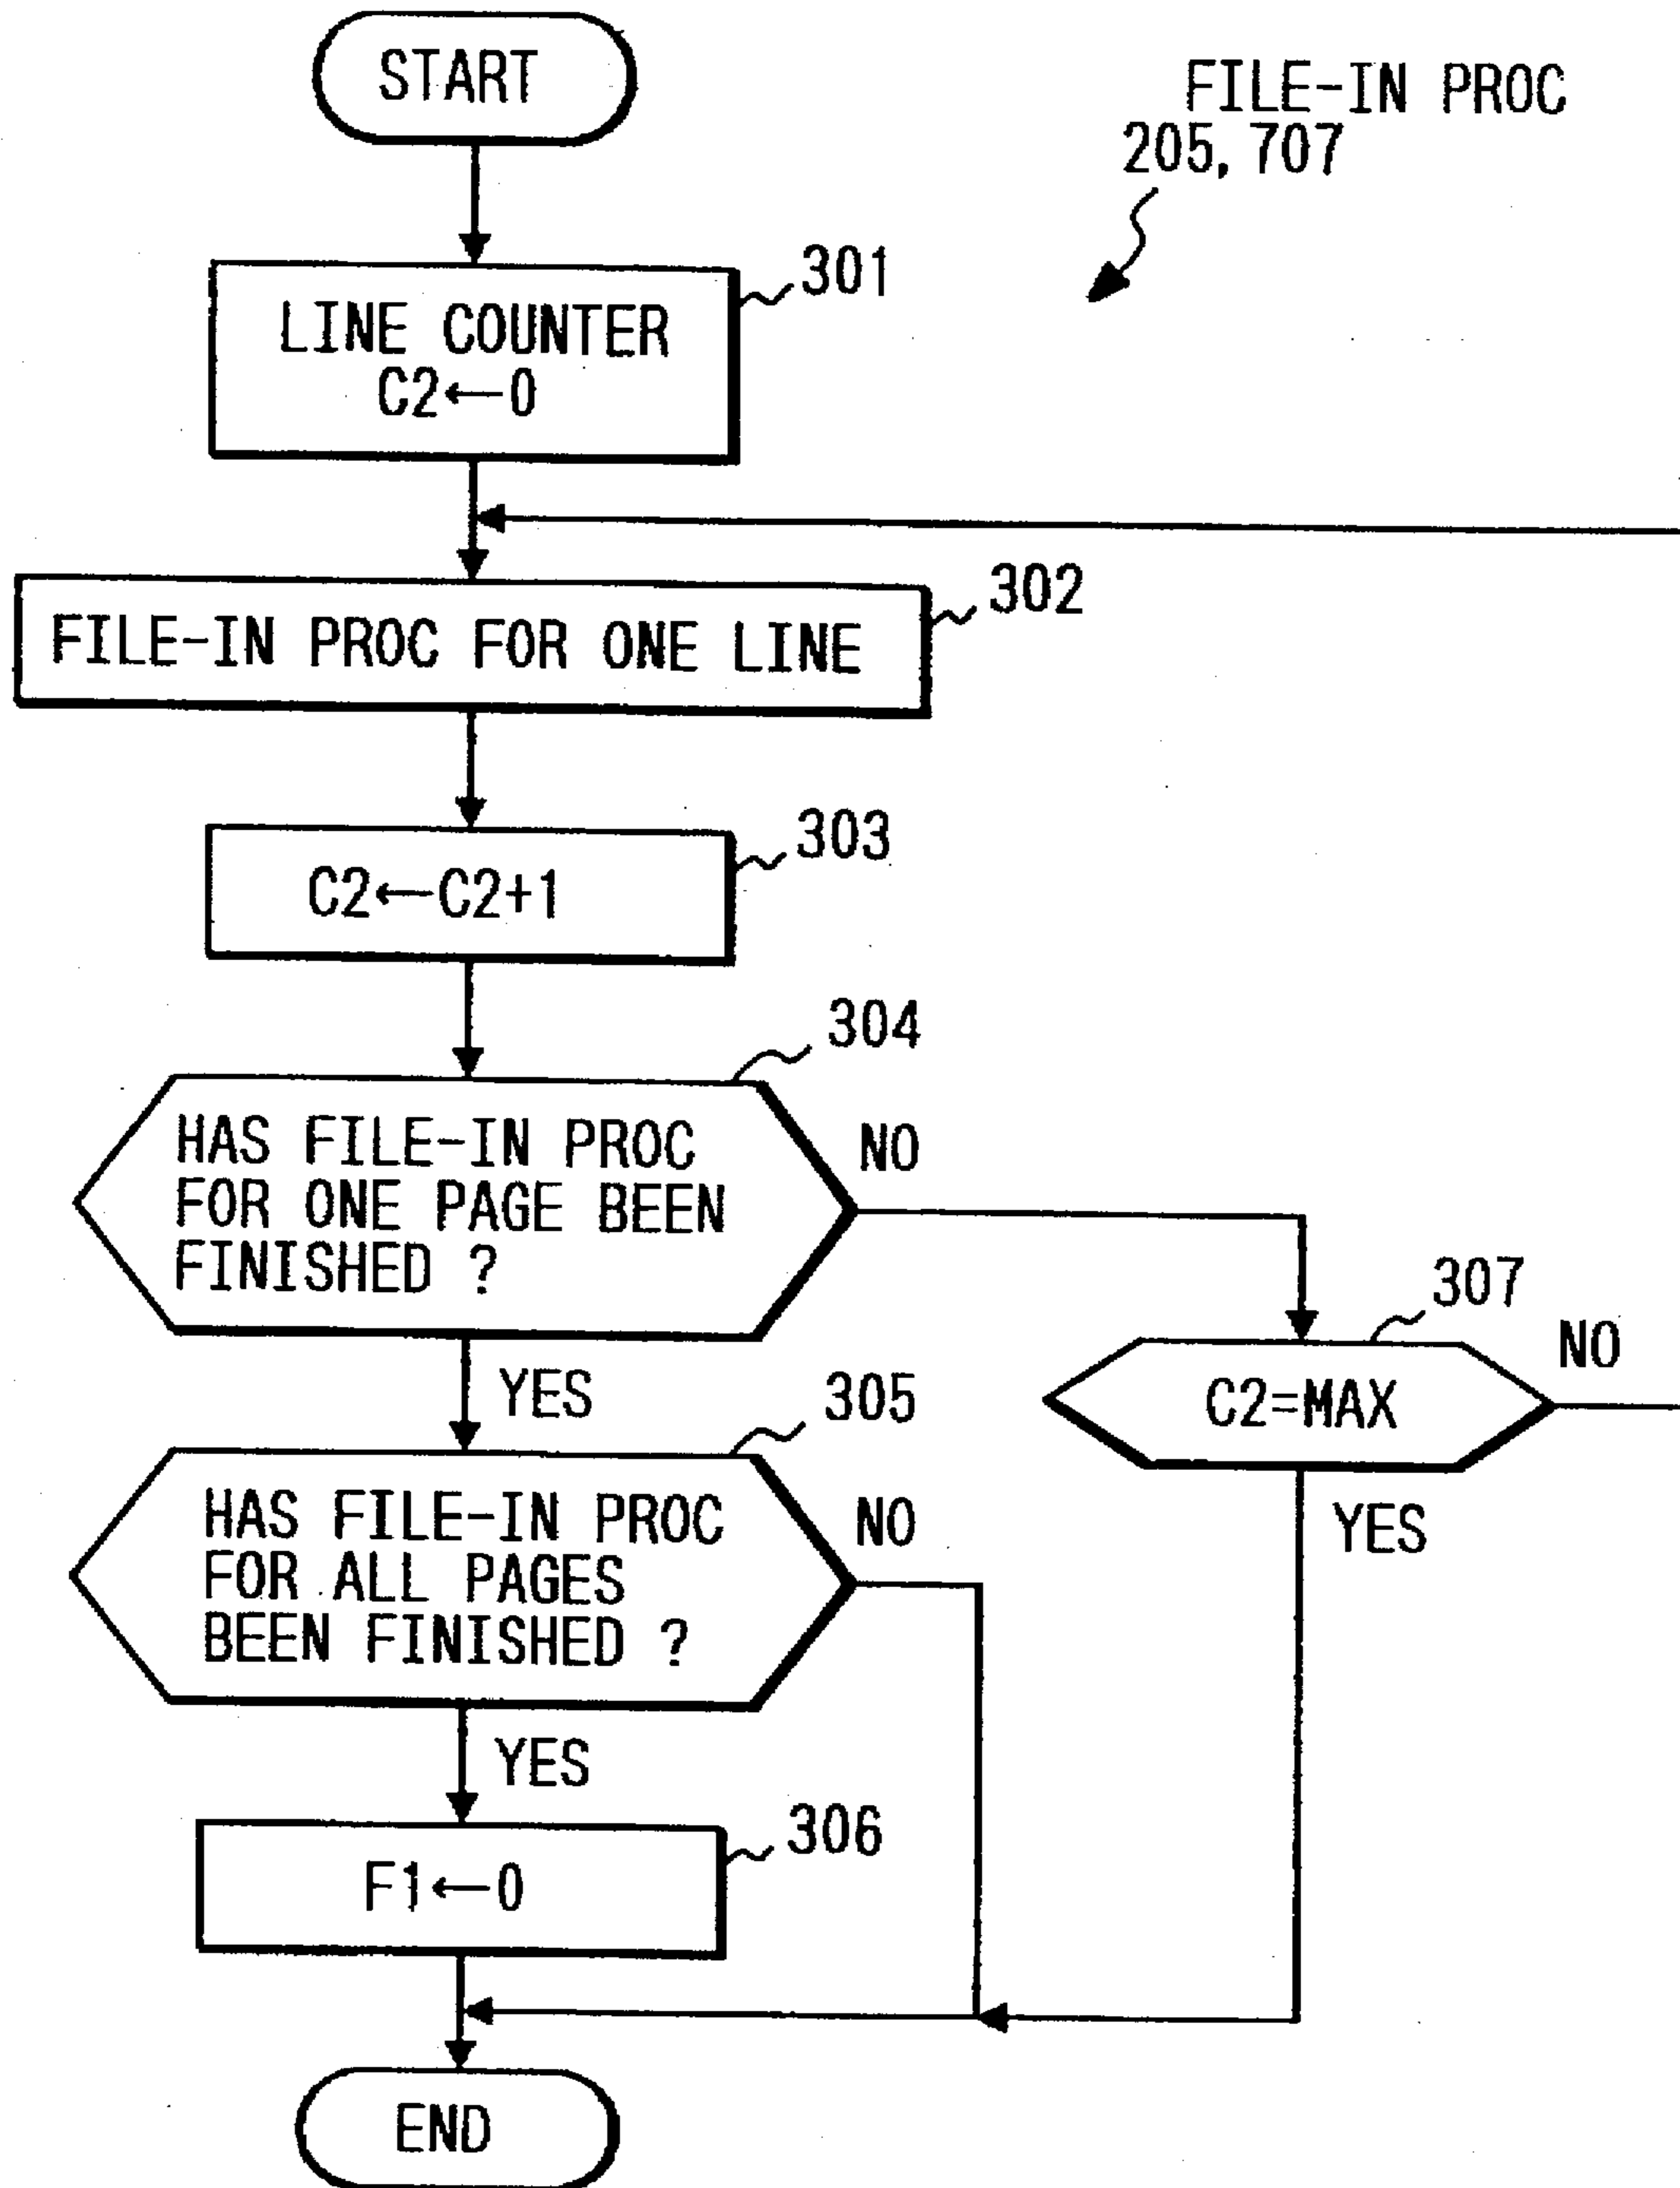 START
FILE-IN PROC
205, 707
301
LINE COUNTER
C2←0
302
FILE-IN PROC FOR ONE LINE
303
C2←C2+1
304
HAS FILE-IN PROC
FOR ONE PAGE BEEN
FINISHED ?
NO
307
C2=MAX
NO
YES
YES
305
HAS FILE-IN PROC
FOR ALL PAGES
BEEN FINISHED ?
NO
YES
306
F1←0
END